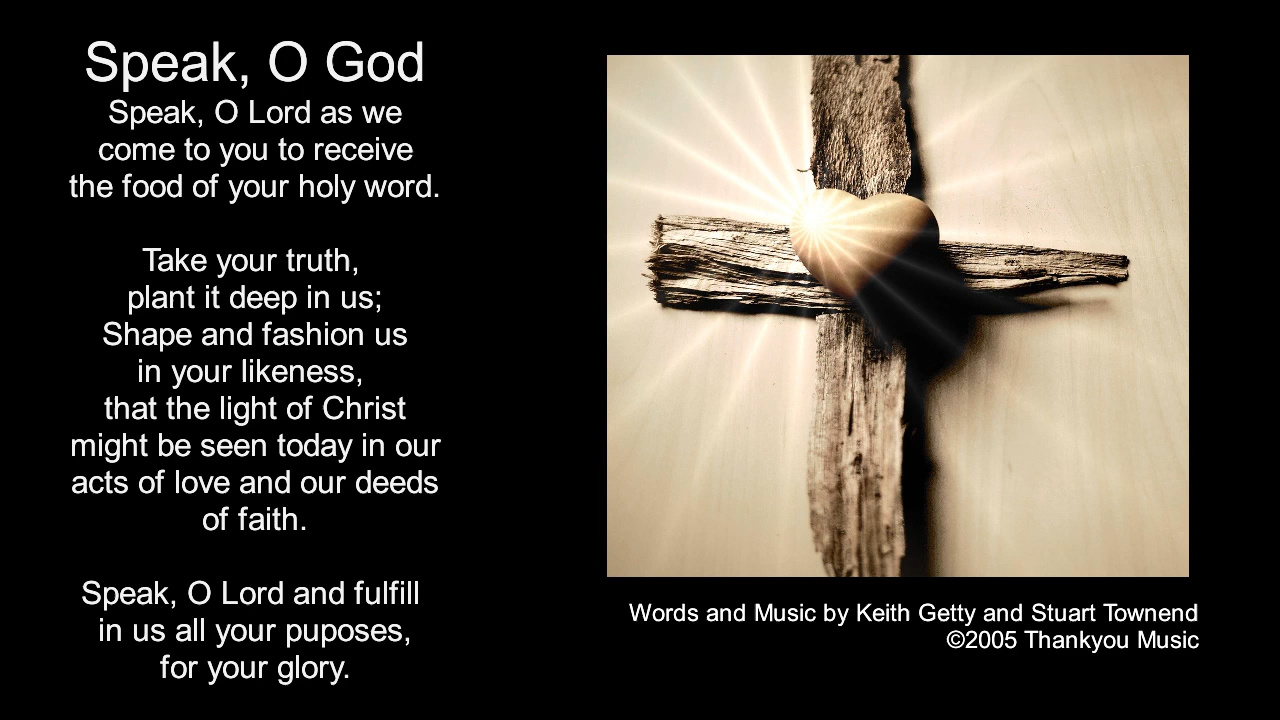 Speak, O God
Speak, O Lord as we
come to you to receive
the food of your holy word.
Take your truth,
plant it deep in us;
Shape and fashion us
in your likeness,
that the light of Christ
might be seen today in our
acts of love and our deeds
of faith.
Speak, O Lord and fulfill
in us all your puposes,
for your glory.
Words and Music by Keith Getty and Stuart Townend
©2005 Thankyou Music